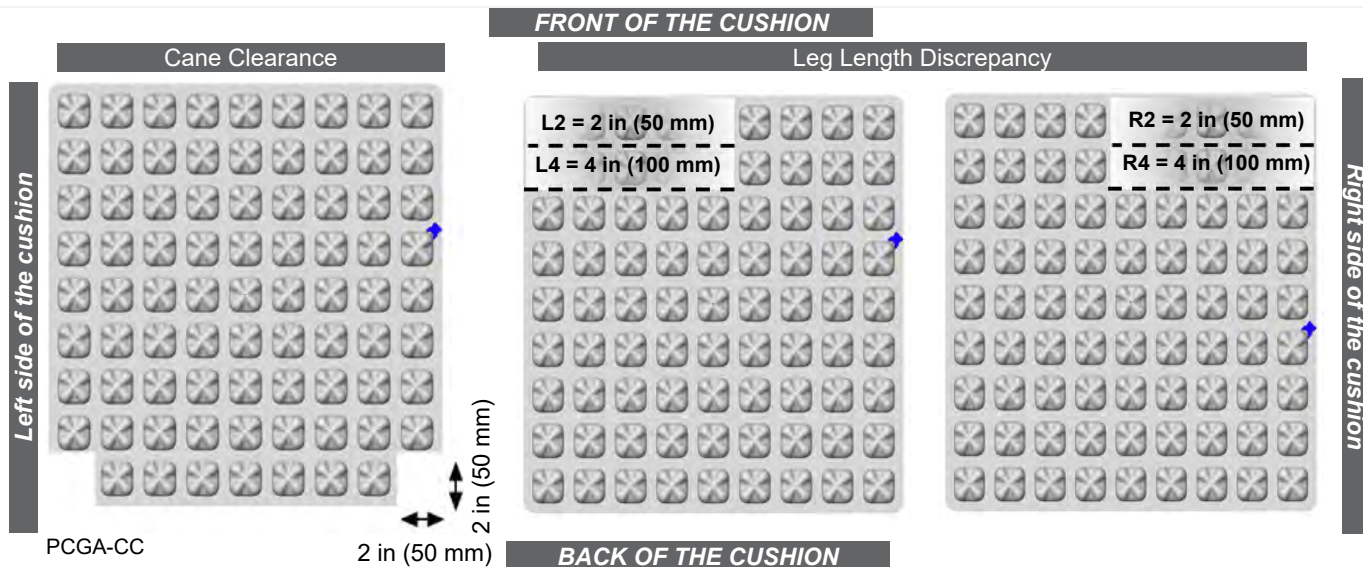 FRONT OF THE CUSHION
Cane Clearance
Leg Length Discrepancy
Left side of the cushion
L2 = 2 in (50 mm)
L4 = 4 in (100 mm)
R2 = 2 in (50 mm)
R4 = 4 in (100 mm)
Right side of the cushion
2 in (50 mm)
PCGA-CC
2 in (50 mm)
BACK OF THE CUSHION